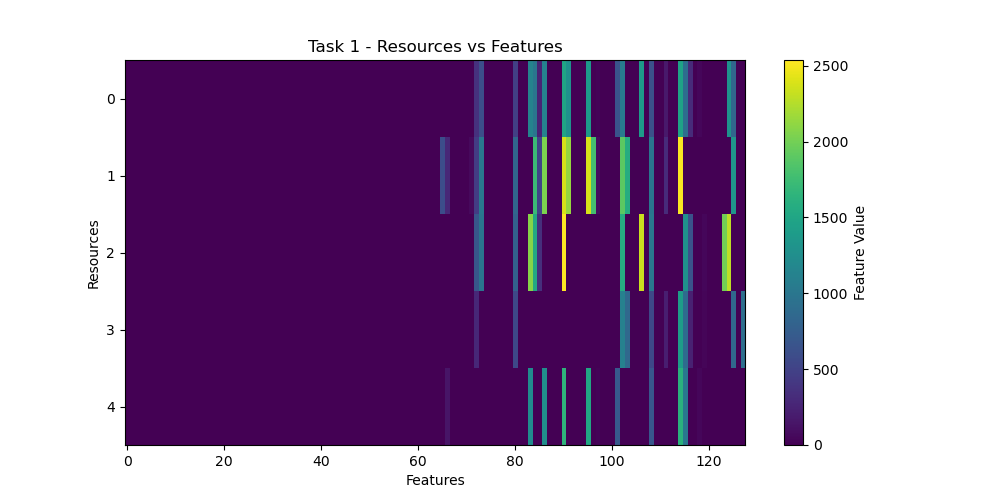 Task 1 - Resources vs Features
Resources
0
1
2
3
4
0 20 40 60 80 100 120
Features
2500
2000
1500
1000
500
0
Feature Value